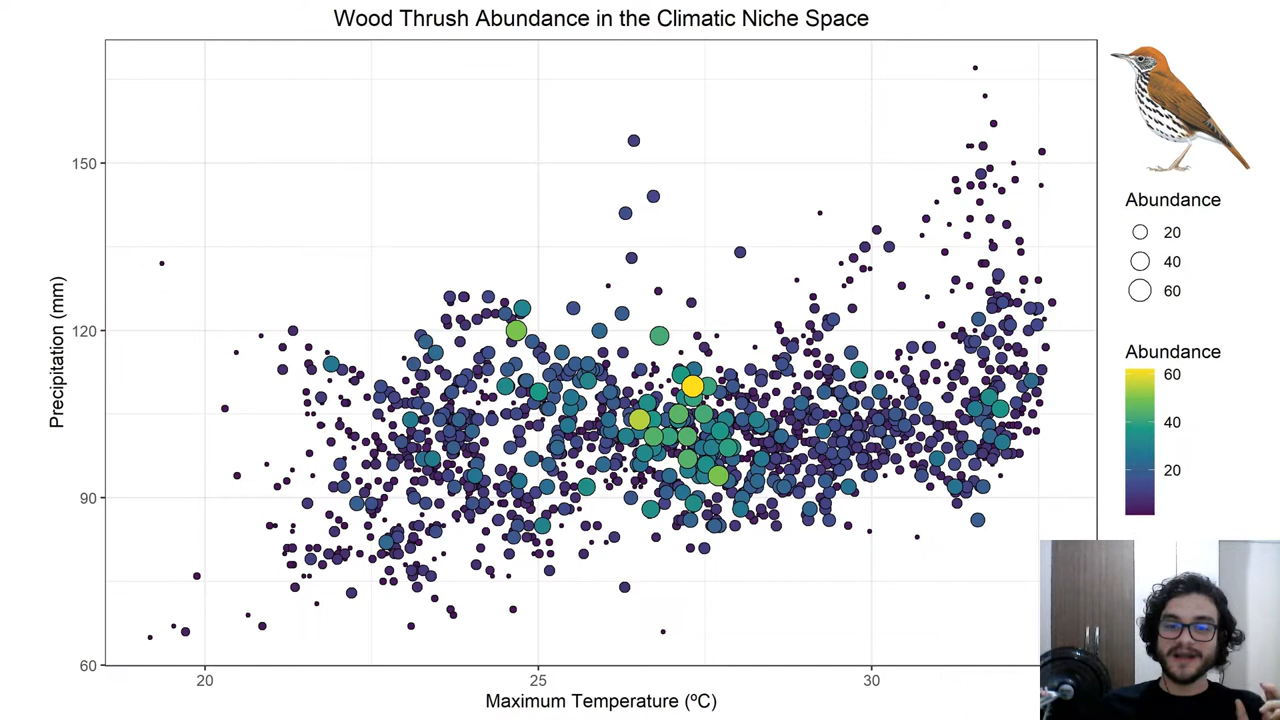 Wood Thrush Abundance in the Climatic Niche Space
150
120
90
60
Precipitation (mm)
20
25
30
Maximum Temperature (ºC)
Abundance
20
40
60
Abundance
60
40
20